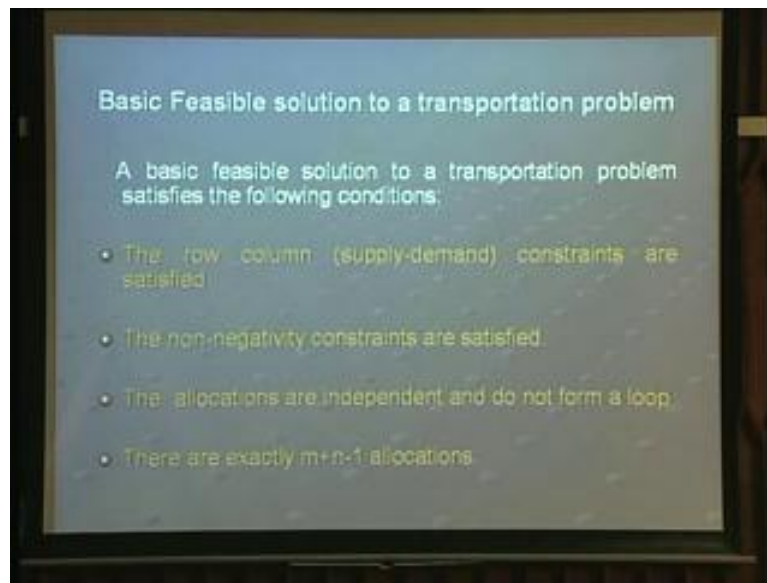 Basic Feasible solution to a transportation problem
A basic feasible solution to a transportation problem
satisfies the following conditions:
The row column (supply-demand) constraints are
satisfied
The non-negativity constraints are satisfied.
The allocations are independent and do not form a loop.
There are exactly m+n-1 allocations